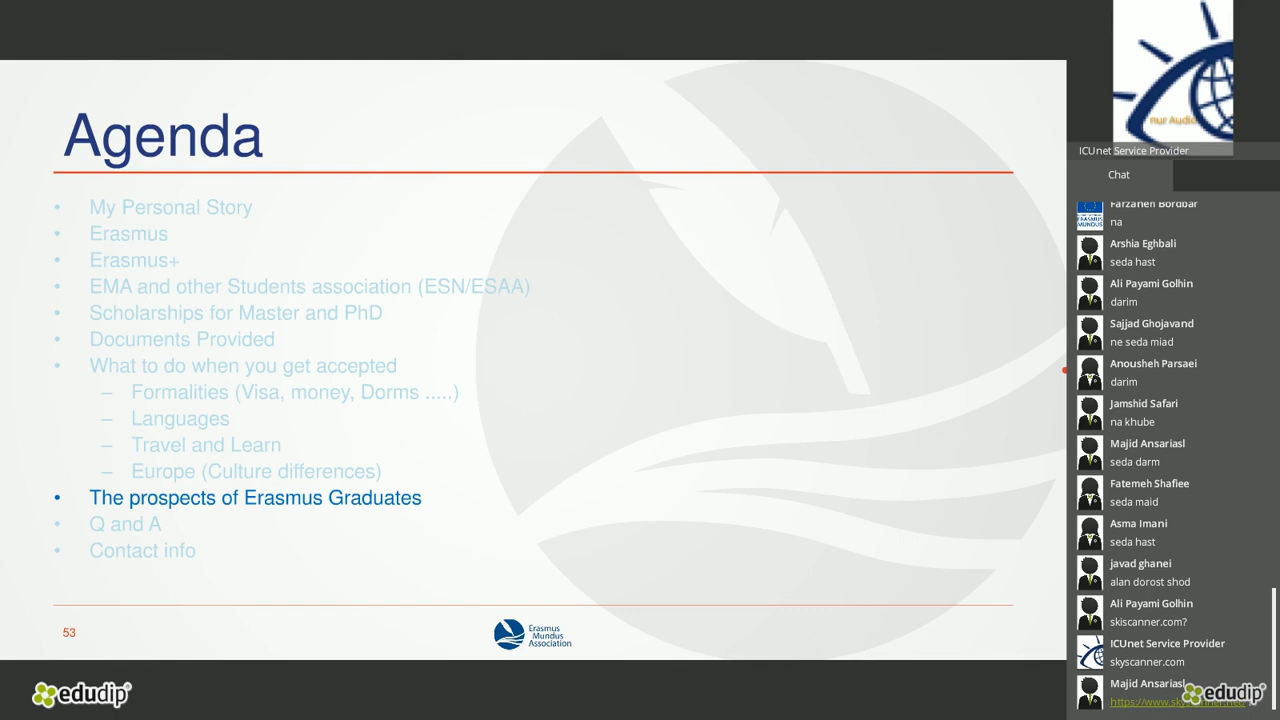 Agenda
• My Personal Story
• Erasmus
• Erasmus+
• EMA and other Students association (ESN/ESAA)
• Scholarships for Master and PhD
• Documents Provided
• What to do when you get accepted
– Formalities (Visa, money, Dorms .....)
– Languages
– Travel and Learn
– Europe (Culture differences)
• The prospects of Erasmus Graduates
• Q and A
• Contact info
53
Erasmus
Mundus
Association
edudip
nur Audio
ICUnet Service Provider
Chat
Farzaneh Bordbar
na
Arshia Eghbali
seda hast
Ali Payami Golhin
darim
Sajjad Ghojavand
ne seda miad
Anousheh Parsaei
darim
Jamshid Safari
na khube
Majid Ansariasl
seda darm
Fatemeh Shafiee
seda maid
Asma Imani
seda hast
javad ghanei
alan dorost shod
Ali Payami Golhin
skiscanner.com?
ICUnet Service Provider
skyscanner.com
Majid Ansariasl
edudip